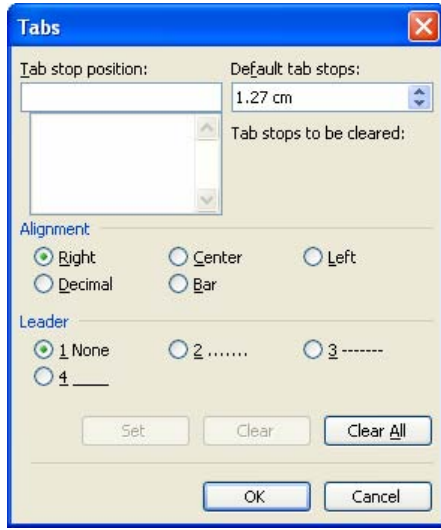 Tabs
Tab stop position: Default tab stops:
1.27 cm
Tab stops to be cleared:
Alignment
Right Center Left
Decimal Bar
Leader
1 None 2 ....... 3 -------
4 ____
Set Clear Clear All
OK Cancel